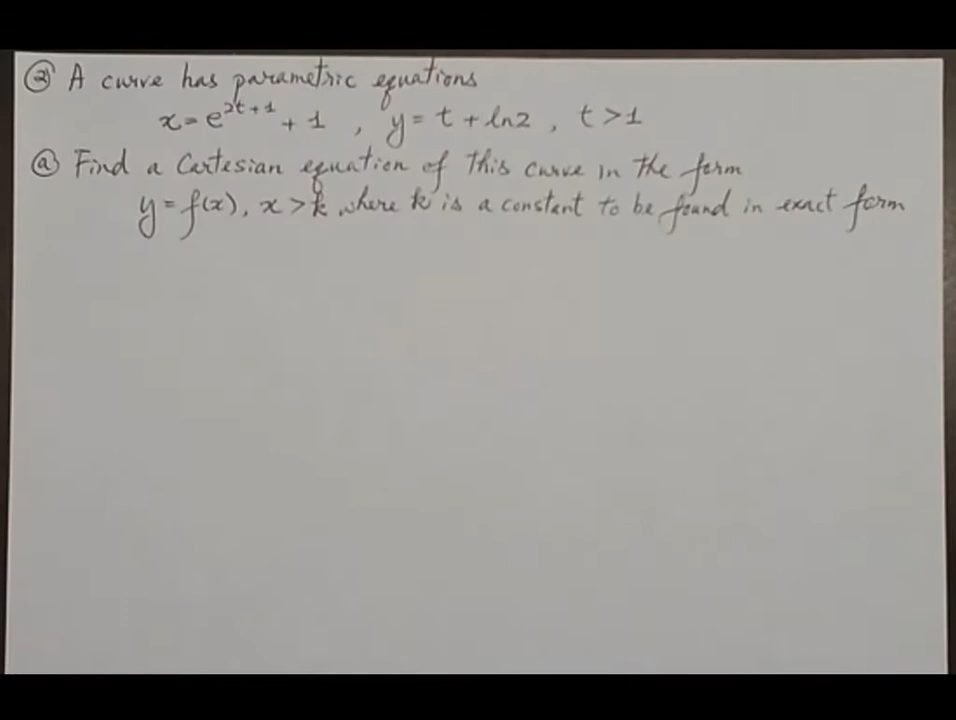 ② A curve has parametric equations
x = e^{2t+1} + 1 , y = t + ln2 , t > 1
ⓐ Find a Cartesian equation of this curve in the form
y = f(x), x > k where k is a constant to be found in exact form